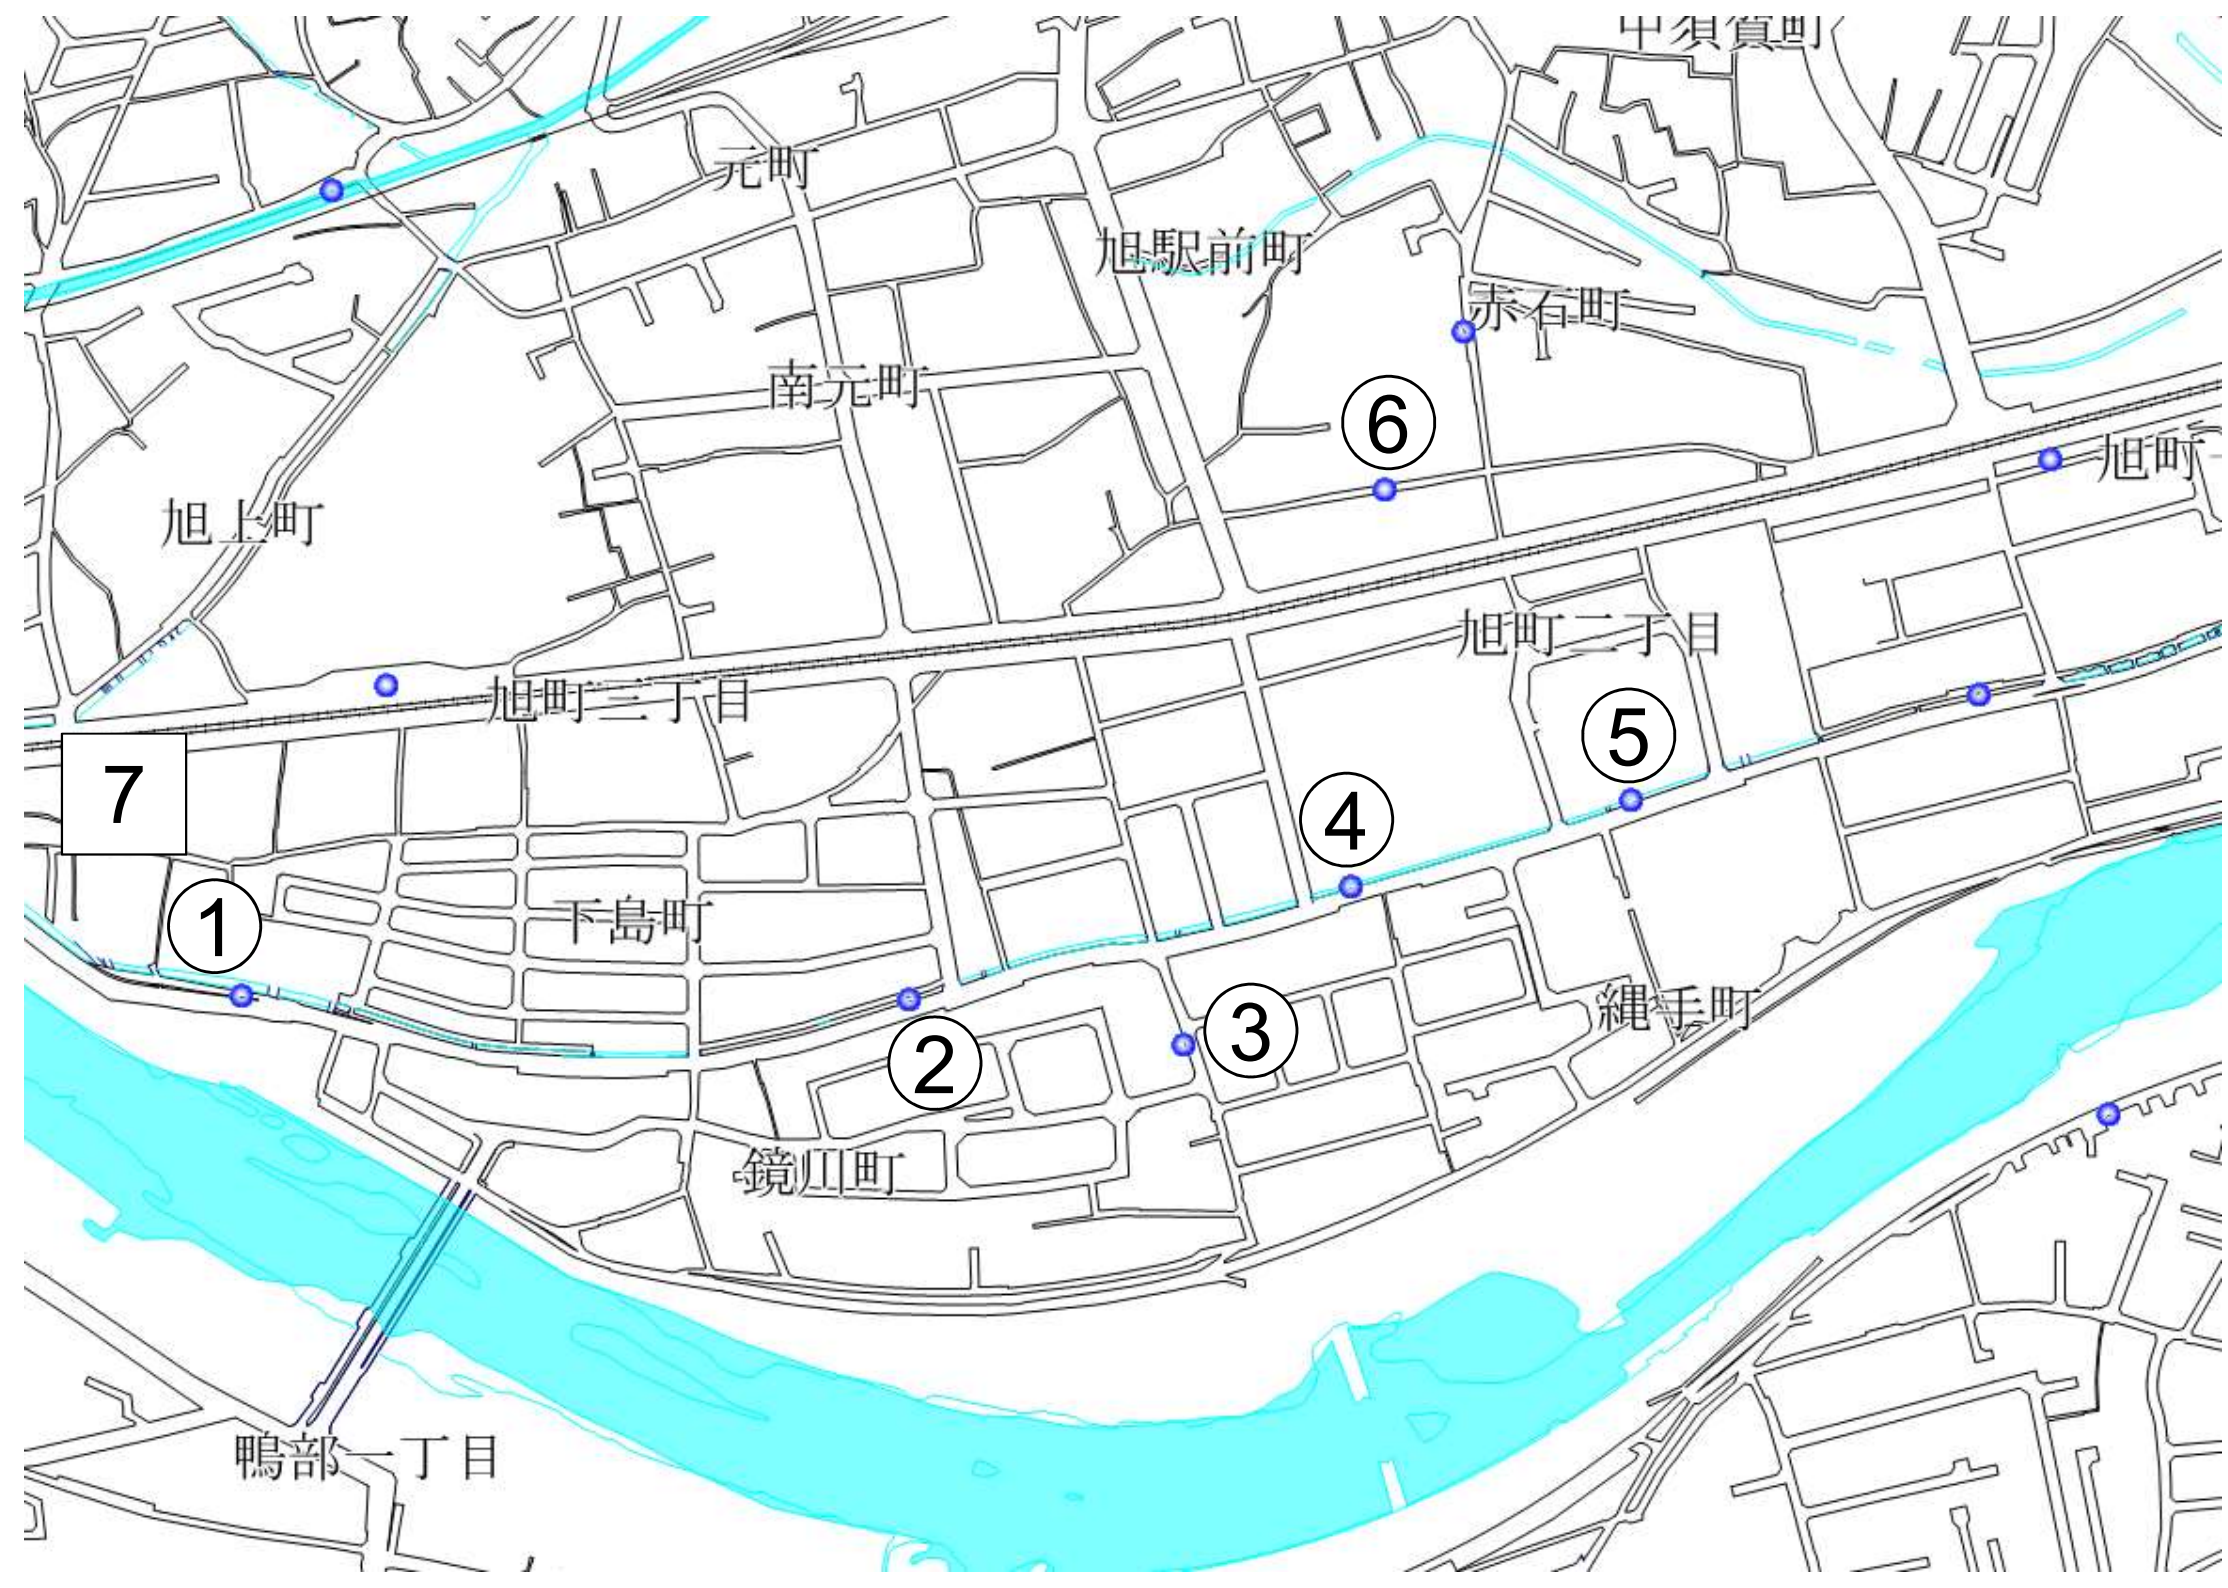 中須賀町
元町
旭駅前町
赤石町
南元町
⑥
旭町一
旭上町
旭町二丁目
旭町三丁目
⑤
7
④
①
下島町
縄手町
③
②
鏡川町
鴨部一丁目